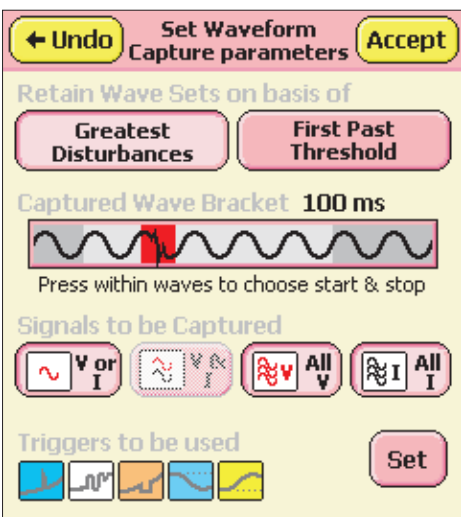 ← Undo
Set Waveform
Capture parameters
Accept
Retain Wave Sets on basis of
Greatest
Disturbances
First Past
Threshold
Captured Wave Bracket 100 ms
Press within waves to choose start & stop
Signals to be Captured
V or
I
V &
I
V All
V
I All
I
Triggers to be used
Set